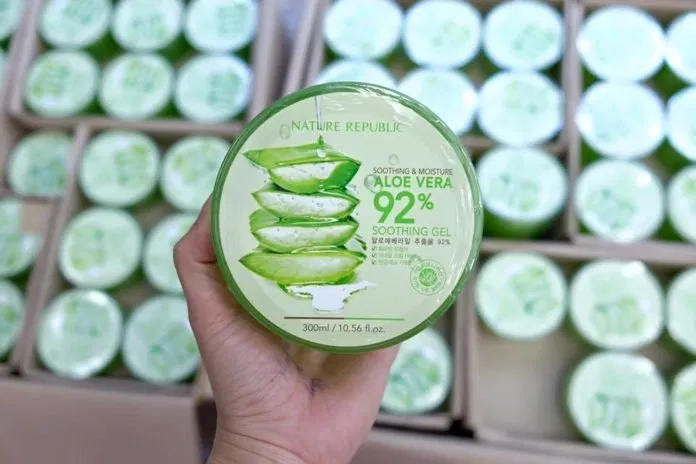 NATURE REPUBLIC
SOOTHING & MOISTURE
ALOE VERA
92%
SOOTHING GEL
알로에베라잎 추출물 92%
300ml / 10.56 fl.oz.